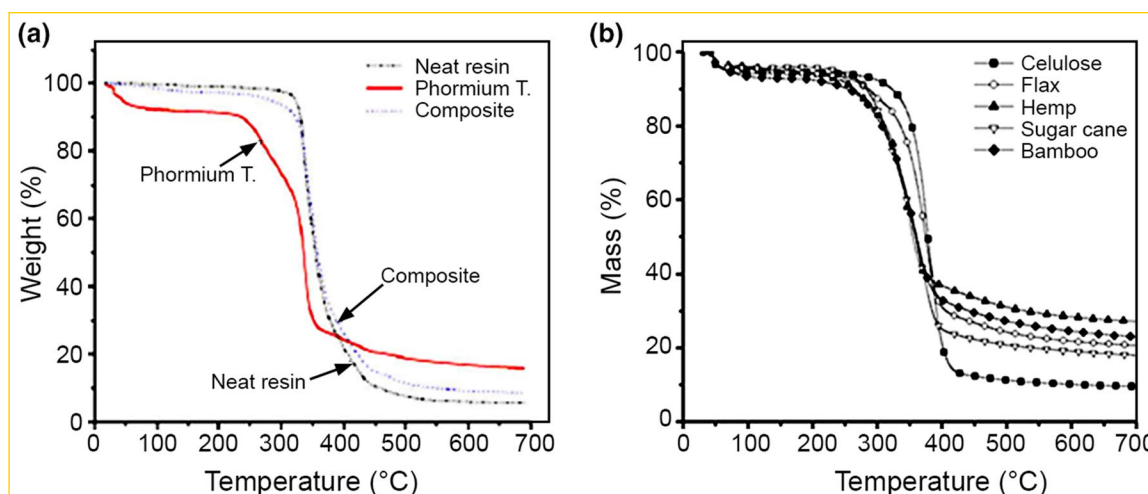 (a)
Neat resin
Phormium T.
Composite
100
80
60
40
20
0
Phormium T.
Composite
Neat resin
Weight (%)
0 100 200 300 400 500 600 700
Temperature (°C)
(b)
Celulose
Flax
Hemp
Sugar cane
Bamboo
100
80
60
40
20
0
Mass (%)
0 100 200 300 400 500 600 700
Temperature (°C)